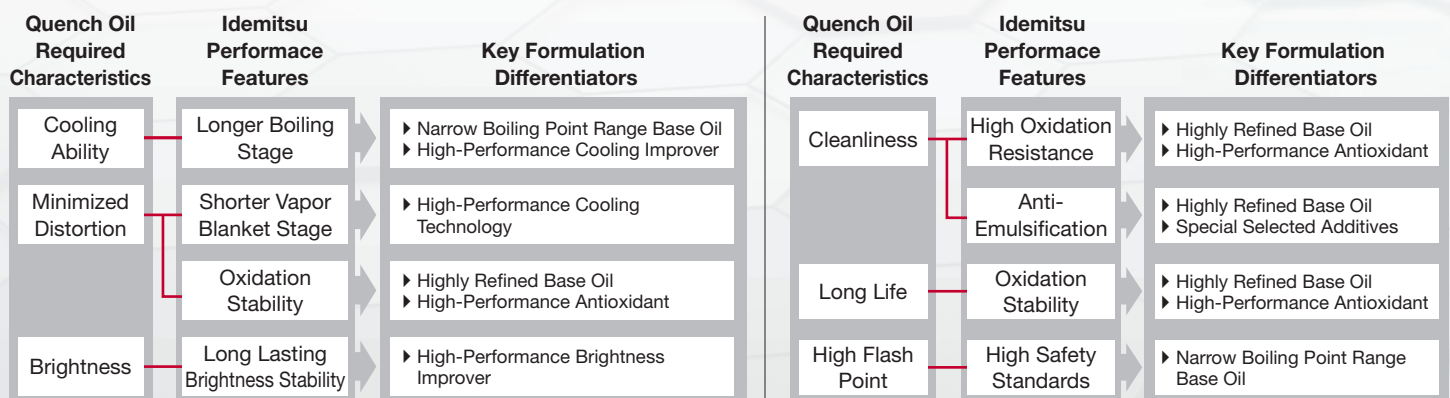 Quench Oil
Required
Characteristics
Idemitsu
Performace
Features
Key Formulation
Differentiators
Cooling
Ability
Longer Boiling
Stage
▶ Narrow Boiling Point Range Base Oil
▶ High-Performance Cooling Improver
Minimized
Distortion
Shorter Vapor
Blanket Stage
▶ High-Performance Cooling
Technology
Oxidation
Stability
▶ Highly Refined Base Oil
▶ High-Performance Antioxidant
Brightness
Long Lasting
Brightness Stability
▶ High-Performance Brightness
Improver
Quench Oil
Required
Characteristics
Idemitsu
Performace
Features
Key Formulation
Differentiators
Cleanliness
High Oxidation
Resistance
▶ Highly Refined Base Oil
▶ High-Performance Antioxidant
Anti-
Emulsification
▶ Highly Refined Base Oil
▶ Special Selected Additives
Long Life
Oxidation
Stability
▶ Highly Refined Base Oil
▶ High-Performance Antioxidant
High Flash
Point
High Safety
Standards
▶ Narrow Boiling Point Range
Base Oil